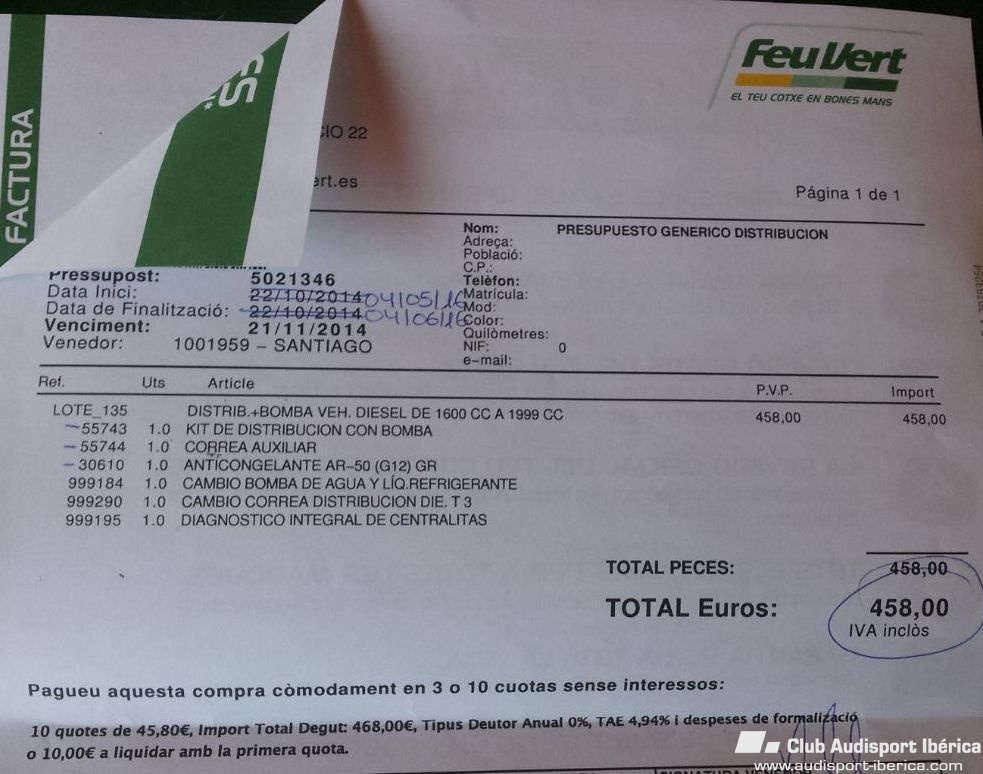 FACTURA
FeuVert
EL TEU COTXE EN BONES MANS
CIO 22
ert.es
Página 1 de 1
Nom: PRESUPUESTO GENERICO DISTRIBUCION
Adreça:
Població:
C.P.:
Telèfon:
Matrícula:
Mod:
Color:
Quilòmetres:
NIF: 0
e-mail:
Pressupost: 5021346
Data Inici: 22/10/2014 04/05/16
Data de Finalització: 22/10/2014 04/06/16
Venciment: 21/11/2014
Venedor: 1001959 – SANTIAGO
Ref. Uts Article P.V.P. Import
LOTE_135 DISTRIB.+BOMBA VEH. DIESEL DE 1600 CC A 1999 CC 458,00 458,00
55743 1.0 KIT DE DISTRIBUCION CON BOMBA
55744 1.0 CORREA AUXILIAR
30610 1.0 ANTICONGELANTE AR–50 (G12) GR
999184 1.0 CAMBIO BOMBA DE AGUA Y LÍQ.REFRIGERANTE
999290 1.0 CAMBIO CORREA DISTRIBUCION DIE. T 3
999195 1.0 DIAGNOSTICO INTEGRAL DE CENTRALITAS
TOTAL PECES: 458,00
TOTAL Euros: 458,00
IVA inclòs
Pagueu aquesta compra còmodament en 3 o 10 cuotas sense interessos:
10 quotes de 45,80€, Import Total Degut: 468,00€, Tipus Deutor Anual 0%, TAE 4,94% i despeses de formalizació
o 10,00€ a liquidar amb la primera quota.
Club Audisport Ibérica
www.audisport-iberica.com